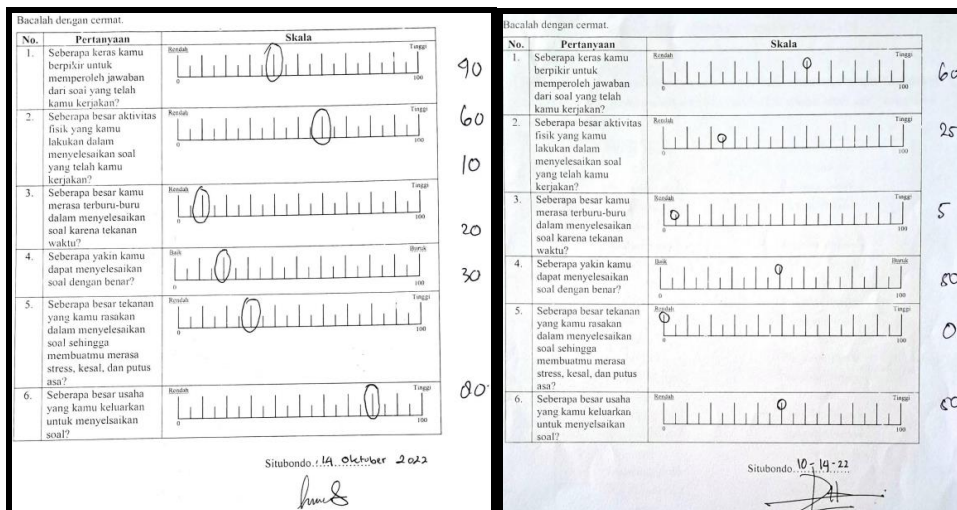 Bacalah dengan cermat.
No. Pertanyaan Skala
1. Seberapa keras kamu
berpikir untuk
memperoleh jawaban
dari soal yang telah
kamu kerjakan?
Rendah Tinggi
0 100
90
2. Seberapa besar aktivitas
fisik yang kamu
lakukan dalam
menyelesaikan soal
yang telah kamu
kerjakan?
Rendah Tinggi
0 100
60
10
3. Seberapa besar kamu
merasa terburu-buru
dalam menyelesaikan
soal karena tekanan
waktu?
Rendah Tinggi
0 100
20
4. Seberapa yakin kamu
dapat menyelesaikan
soal dengan benar?
Baik Buruk
0 100
30
5. Seberapa besar tekanan
yang kamu rasakan
dalam menyelesaikan
soal sehingga
membuatmu merasa
stress, kesal, dan putus
asa?
Rendah Tinggi
0 100
6. Seberapa besar usaha
yang kamu keluarkan
untuk menyelsaikan
soal?
Rendah Tinggi
0 100
80
Situbondo, 14 Oktober 2022
Bacalah dengan cermat.
No. Pertanyaan Skala
1. Seberapa keras kamu
berpikir untuk
memperoleh jawaban
dari soal yang telah
kamu kerjakan?
Rendah Tinggi
0 100
60
2. Seberapa besar aktivitas
fisik yang kamu
lakukan dalam
menyelesaikan soal
yang telah kamu
kerjakan?
Rendah Tinggi
0 100
25
3. Seberapa besar kamu
merasa terburu-buru
dalam menyelesaikan
soal karena tekanan
waktu?
Rendah Tinggi
0 100
5
4. Seberapa yakin kamu
dapat menyelesaikan
soal dengan benar?
Baik Buruk
0 100
5. Seberapa besar tekanan
yang kamu rasakan
dalam menyelesaikan
soal sehingga
membuatmu merasa
stress, kesal, dan putus
asa?
Rendah Tinggi
0 100
0
6. Seberapa besar usaha
yang kamu keluarkan
untuk menyelsaikan
soal?
Rendah Tinggi
0 100
Situbondo, 10-14-22